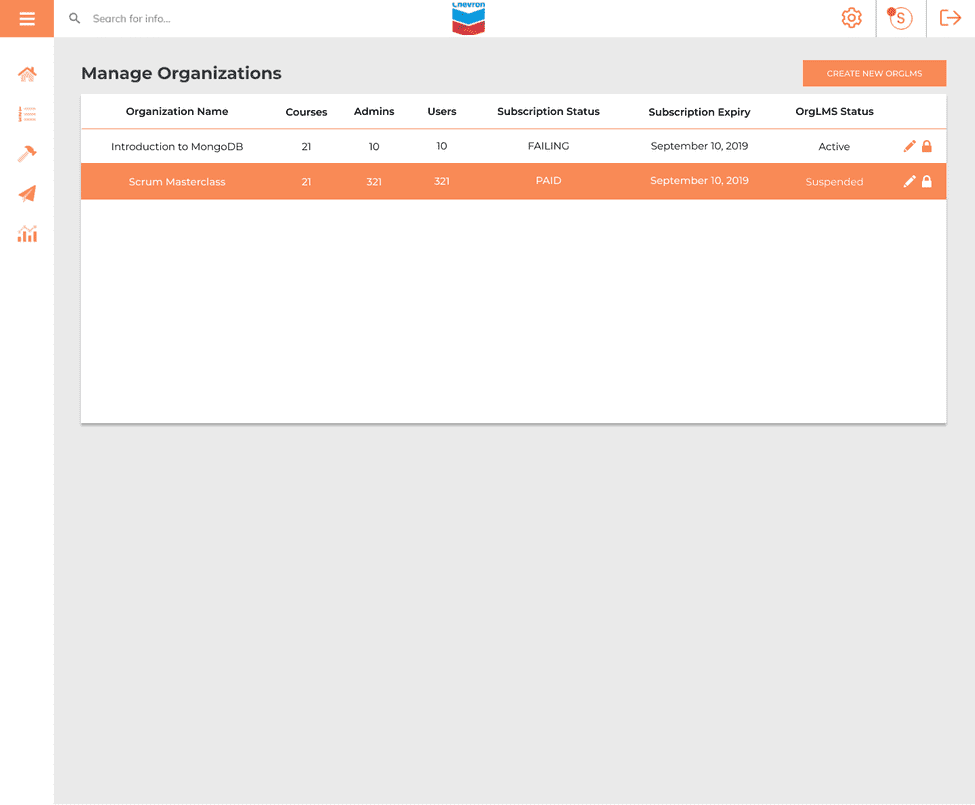 Search for info...
Chevron
S
Manage Organizations
CREATE NEW ORGLMS
Organization Name Courses Admins Users Subscription Status Subscription Expiry OrgLMS Status
Introduction to MongoDB 21 10 10 FAILING September 10, 2019 Active
Scrum Masterclass 21 321 321 PAID September 10, 2019 Suspended